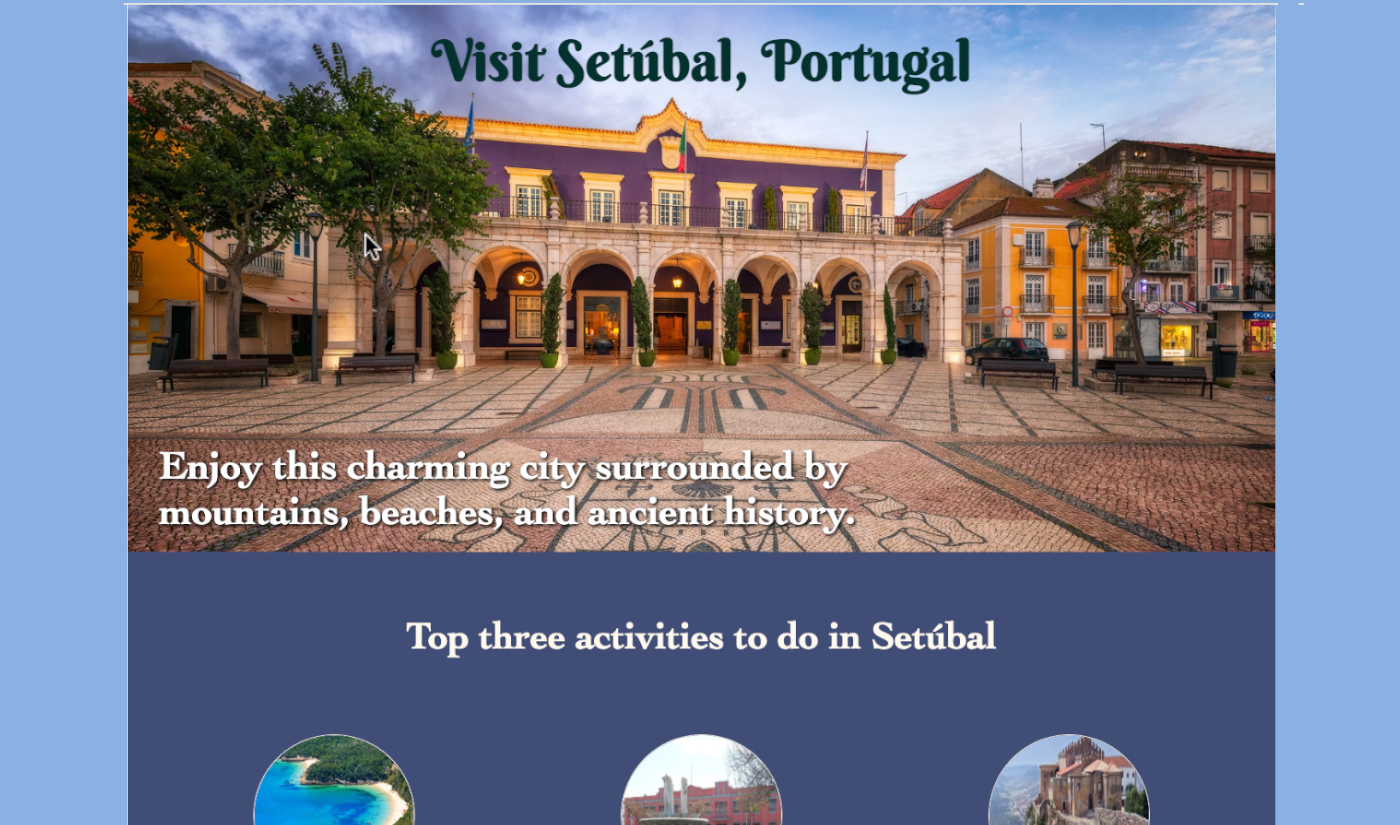 Visit Setúbal, Portugal
Enjoy this charming city surrounded by
mountains, beaches, and ancient history.
Top three activities to do in Setúbal